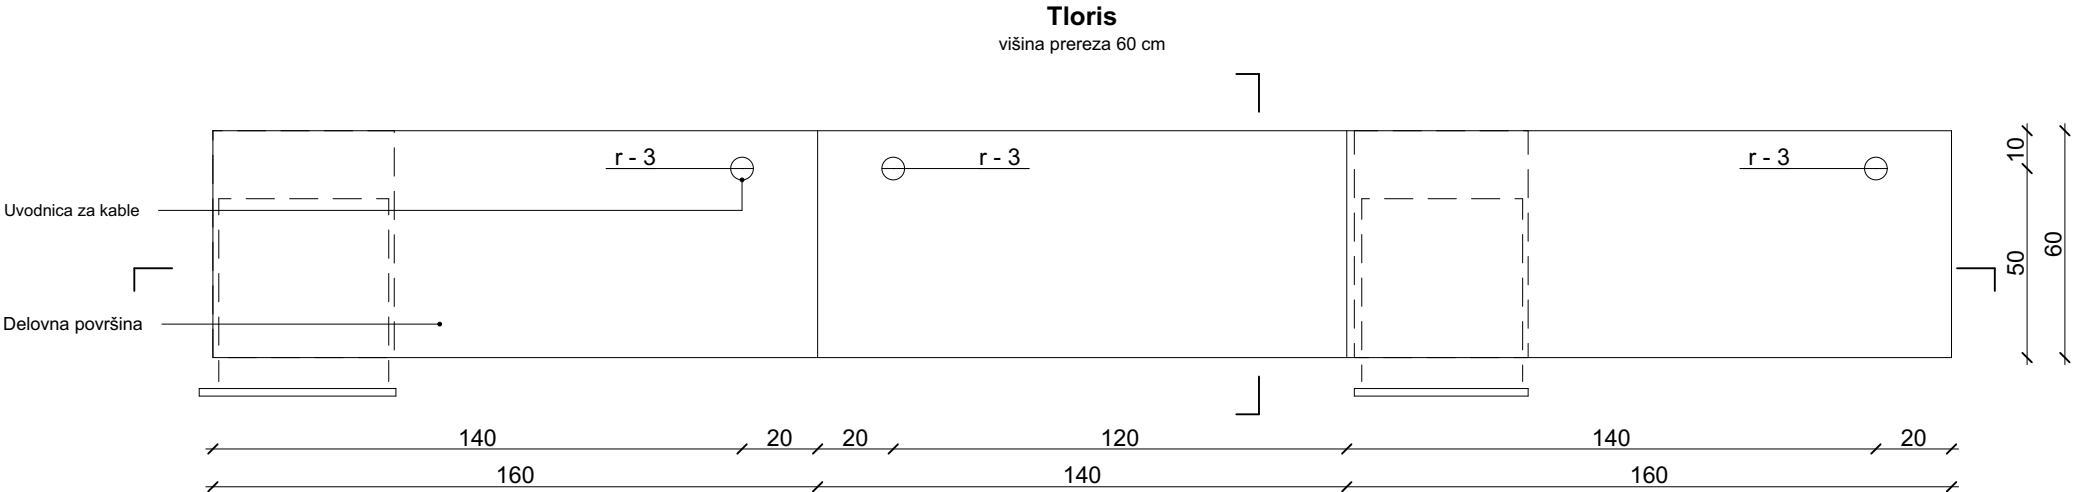 Tloris
višina prereza 60 cm
r - 3
r - 3
r - 3
Uvodnica za kable
Delovna površina
10
50
60
140
20
20
120
140
20
160
140
160